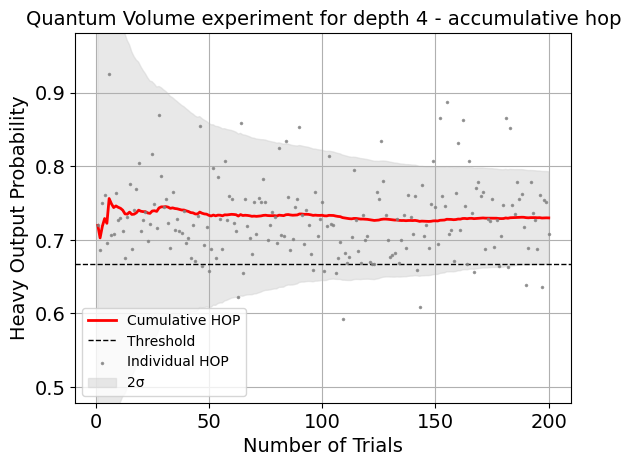 Quantum Volume experiment for depth 4 - accumulative hop
Heavy Output Probability
0.9
0.8
0.7
0.6
0.5
Cumulative HOP
Threshold
Individual HOP
2σ
0 50 100 150 200
Number of Trials